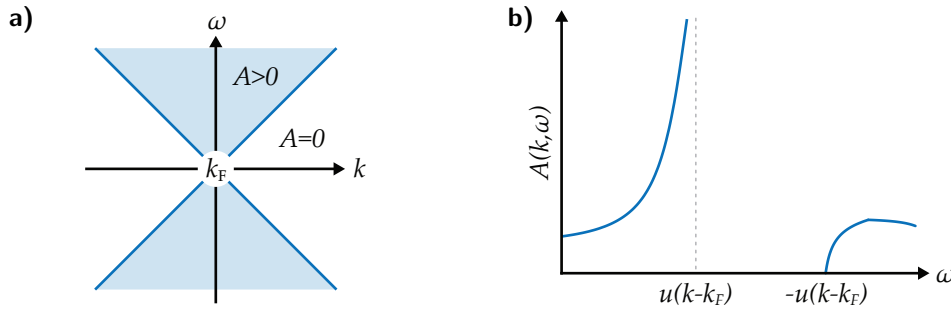 a)
ω
A>0
A=0
k_F
k
b)
A(k,ω)
u(k-k_F)
-u(k-k_F)
ω